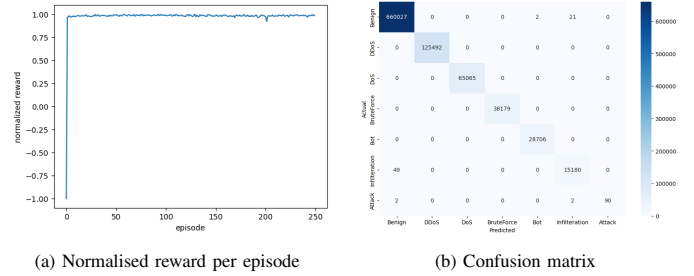 1.00
0.75
0.50
0.25
0.00
−0.25
−0.50
−0.75
−1.00
normalized reward
0
50
100
150
200
250
episode
(a) Normalised reward per episode
Actual
Benign 660027 0 0 0 2 21 0
DDoS 0 125492 0 0 0 0 0
DoS 0 0 65065 0 0 0 0
BruteForce 0 0 0 38179 0 0 0
Bot 0 0 0 0 28706 0 0
Infilteration 49 0 0 0 0 15180 0
Attack 2 0 0 0 0 2 90
Benign DDoS DoS BruteForce Bot Infilteration Attack
Predicted
600000
500000
400000
300000
200000
100000
0
(b) Confusion matrix